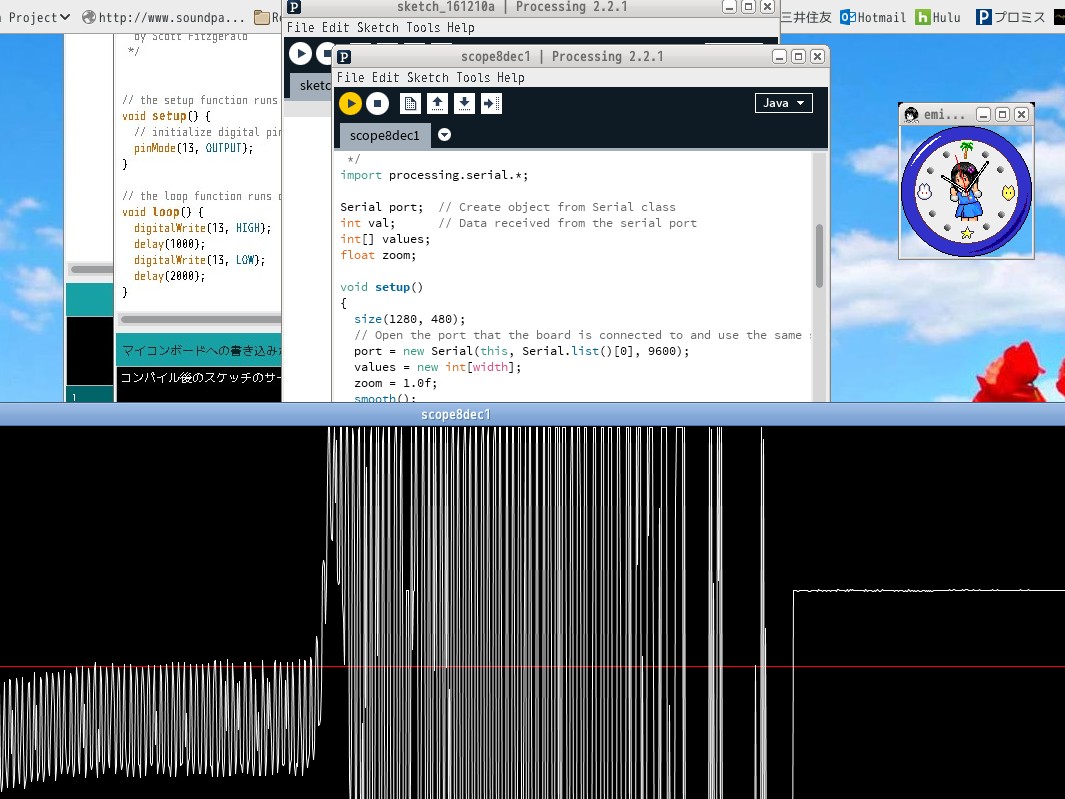 Project
http://www.soundpa...
三井住友
Hotmail
Hulu
プロミス
by Scott Fitzgerald
*/
// the setup function runs
void setup() {
// initialize digital pin
pinMode(13, OUTPUT);
}
// the loop function runs
void loop() {
digitalWrite(13, HIGH);
delay(1000);
digitalWrite(13, LOW);
delay(2000);
}
マイコンボードへの書き込み
コンパイル後のスケッチのサ
1
sketch_161210a | Processing 2.2.1
File Edit Sketch Tools Help
sketc
scope8dec1 | Processing 2.2.1
File Edit Sketch Tools Help
Java
scope8dec1
*/
import processing.serial.*;
Serial port;  // Create object from Serial class
int val;      // Data received from the serial port
int[] values;
float zoom;
void setup()
{
size(1280, 480);
// Open the port that the board is connected to and use the same
port = new Serial(this, Serial.list()[0], 9600);
values = new int[width];
zoom = 1.0f;
smooth();
emi...
scope8dec1